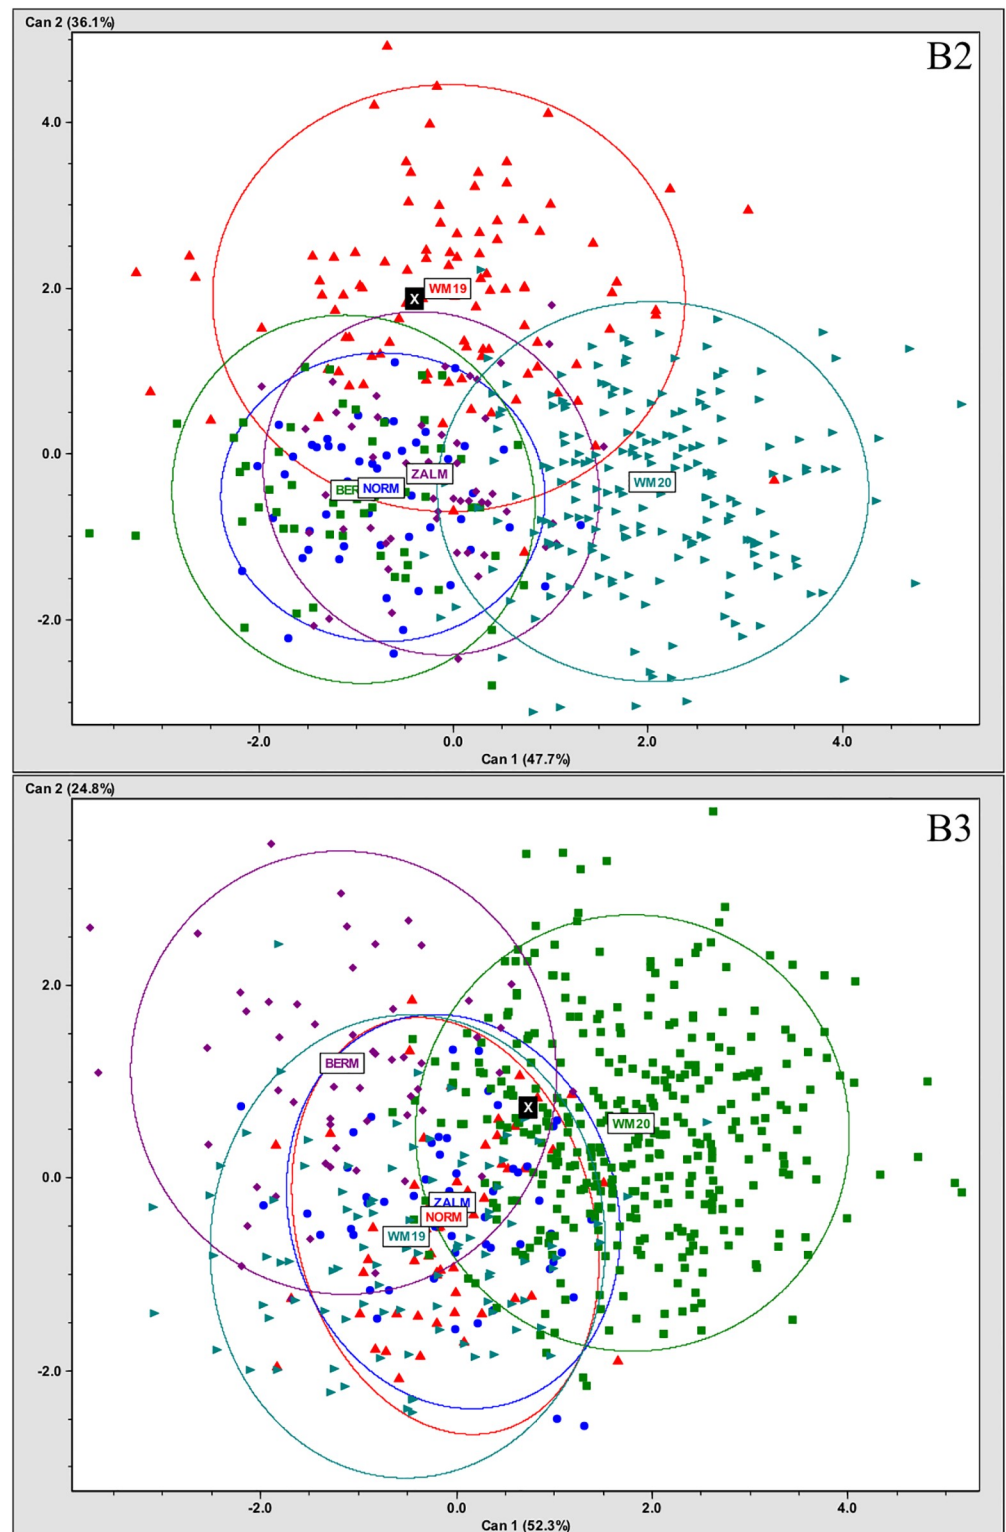 Can 2 (36.1%)
B2
4.0
2.0
0.0
-2.0
WM19
X
ZALM
BER
NORM
WM20
-2.0 0.0 2.0 4.0
Can 1 (47.7%)
Can 2 (24.8%)
B3
2.0
0.0
-2.0
BERM
X
WM20
ZALM
NORM
WM19
-2.0 0.0 2.0 4.0
Can 1 (52.3%)